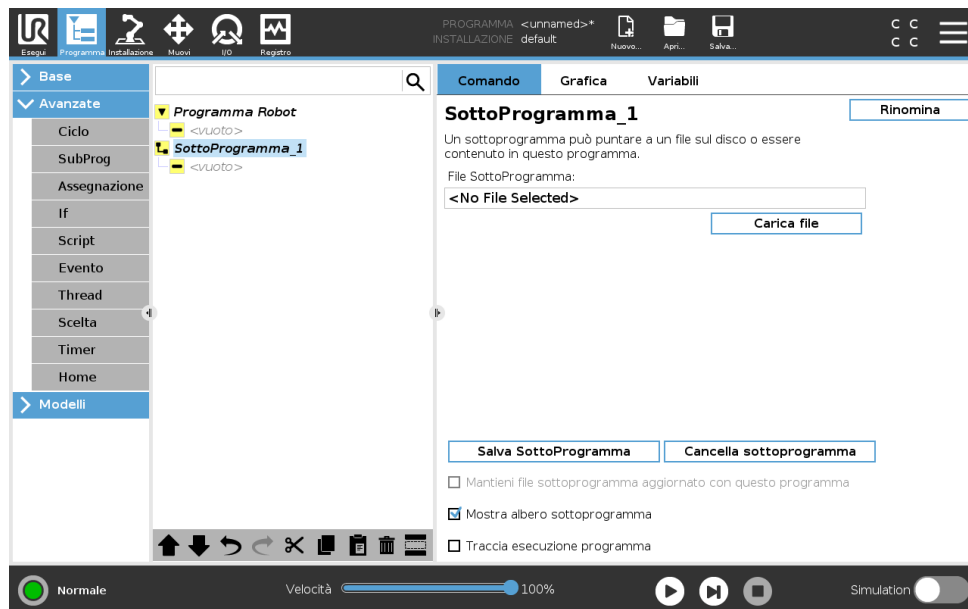 PROGRAMMA <unnamed>*
INSTALLAZIONE default
Esegui Programma Installazione Muovi I/O Registro Nuovo... Apri... Salva...
C C
C C
Base
Avanzate
Ciclo
SubProg
Assegnazione
If
Script
Evento
Thread
Scelta
Timer
Home
Modelli
Programma Robot
<vuoto>
SottoProgramma_1
<vuoto>
Comando Grafica Variabili
SottoProgramma_1
Rinomina
Un sottoprogramma può puntare a un file sul disco o essere
contenuto in questo programma.
File SottoProgramma:
<No File Selected>
Carica file
Salva SottoProgramma Cancella sottoprogramma
Mantieni file sottoprogramma aggiornato con questo programma
Mostra albero sottoprogramma
Traccia esecuzione programma
Normale Velocità 100% Simulation